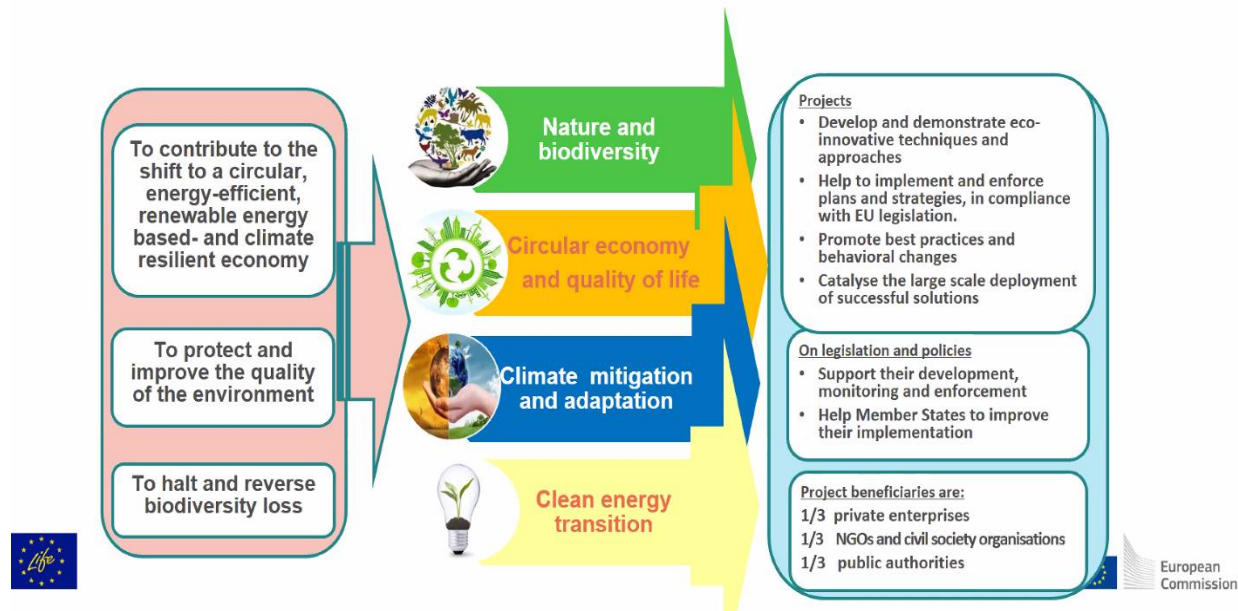 To contribute to the
shift to a circular,
energy-efficient,
renewable energy
based- and climate
resilient economy
To protect and
improve the quality
of the environment
To halt and reverse
biodiversity loss
Life
Nature and
biodiversity
Circular economy
and quality of life
Climate mitigation
and adaptation
Clean energy
transition
Projects
• Develop and demonstrate eco-
innovative techniques and
approaches
• Help to implement and enforce
plans and strategies, in compliance
with EU legislation.
• Promote best practices and
behavioral changes
• Catalyse the large scale deployment
of successful solutions
On legislation and policies
• Support their development,
monitoring and enforcement
• Help Member States to improve
their implementation
Project beneficiaries are:
1/3 private enterprises
1/3 NGOs and civil society organisations
1/3 public authorities
European
Commission